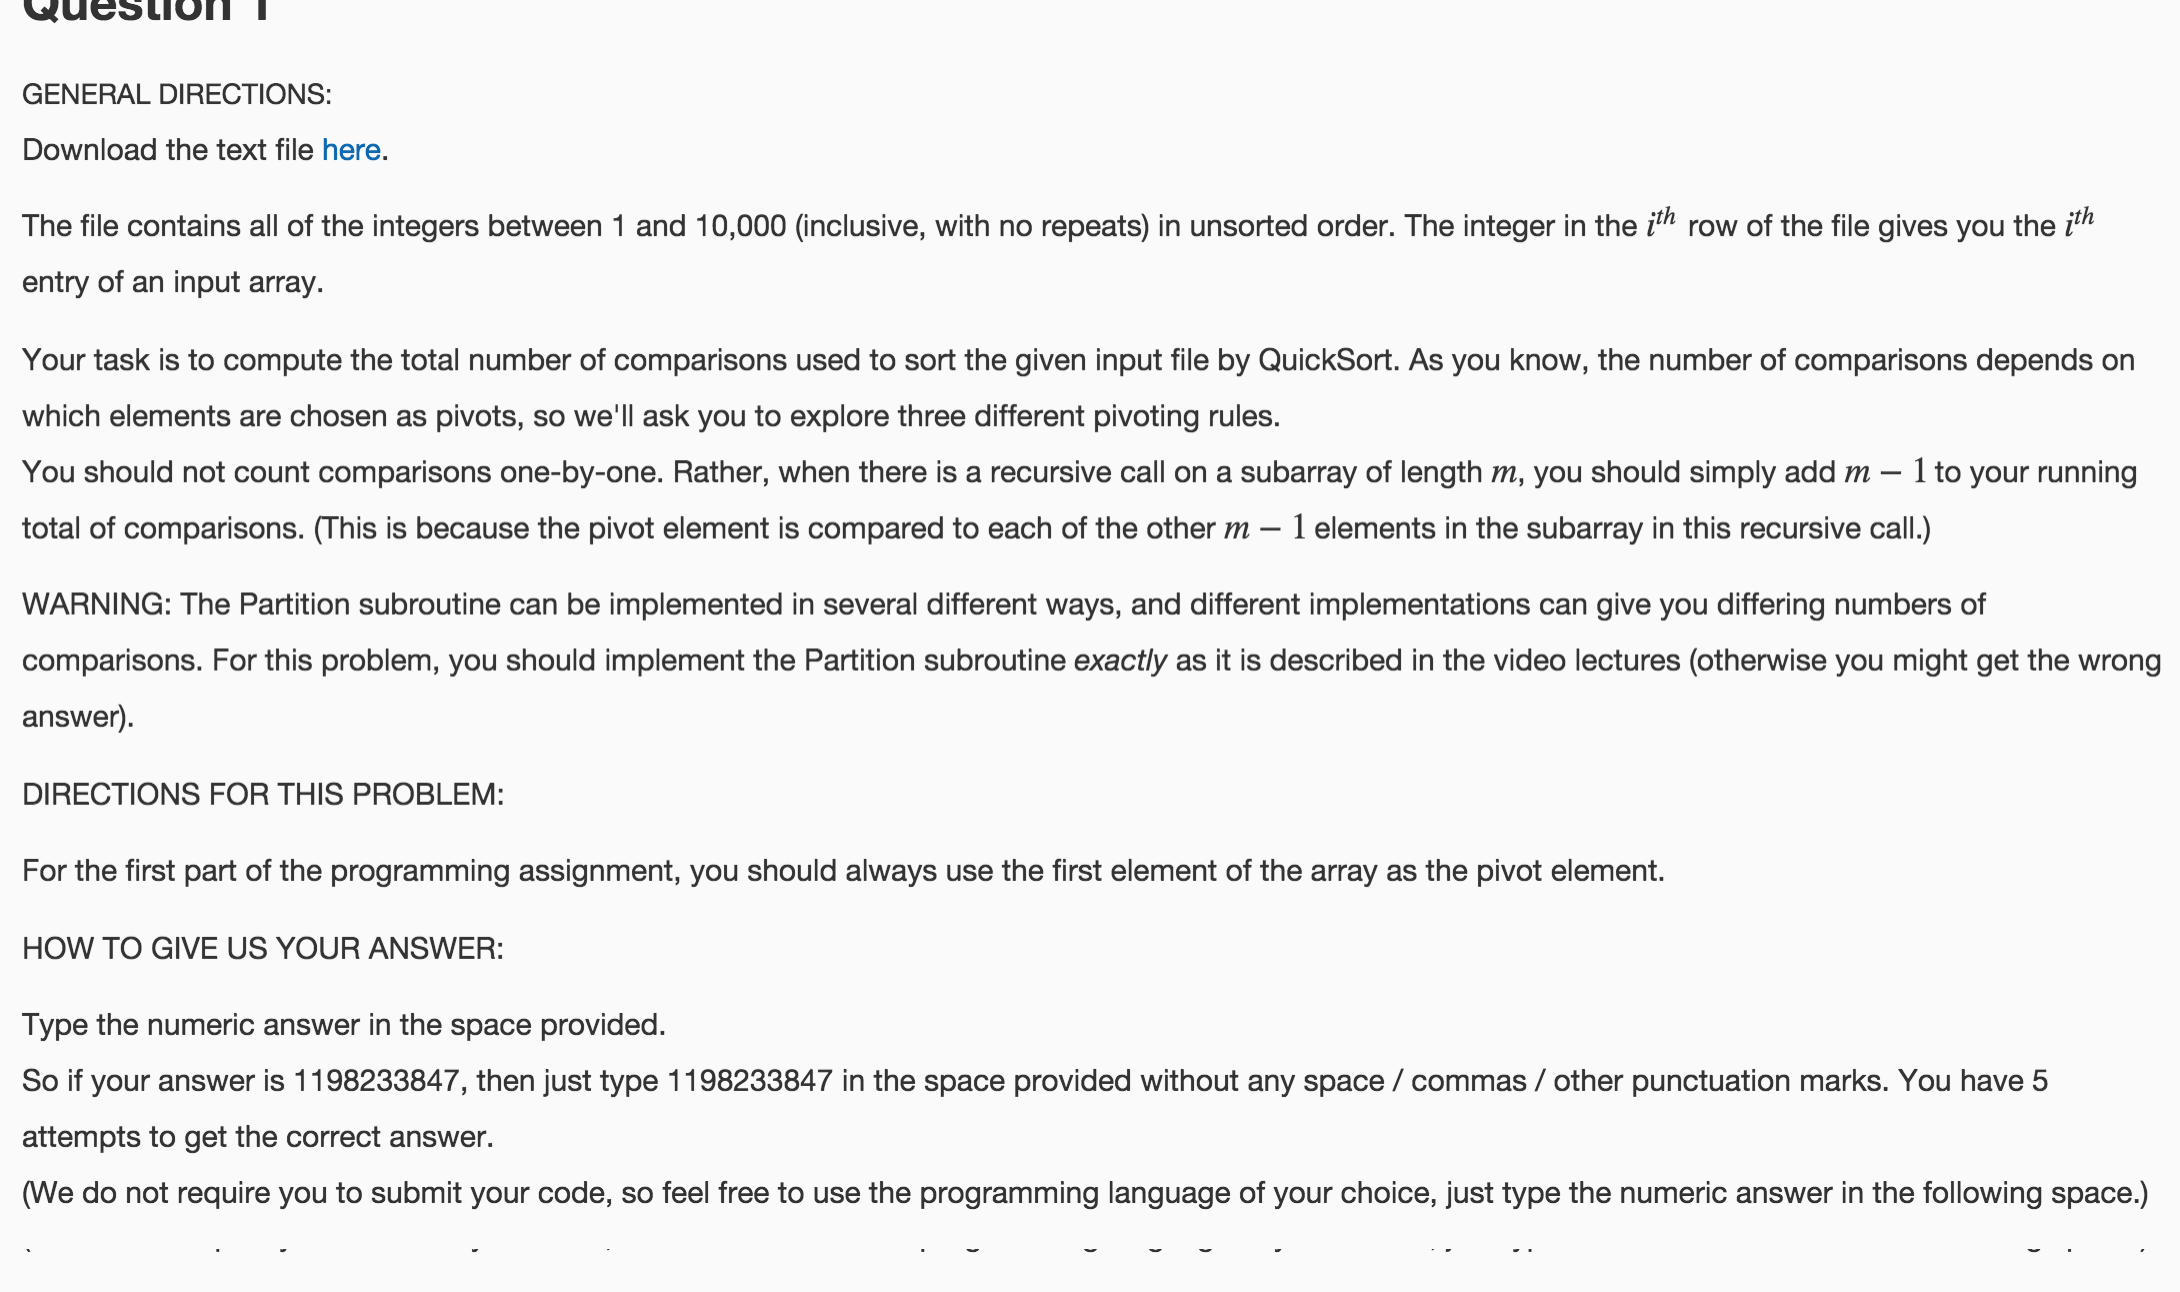 Question 1
GENERAL DIRECTIONS:
Download the text file here.
The file contains all of the integers between 1 and 10,000 (inclusive, with no repeats) in unsorted order. The integer in the i^th row of the file gives you the i^th
entry of an input array.
Your task is to compute the total number of comparisons used to sort the given input file by QuickSort. As you know, the number of comparisons depends on
which elements are chosen as pivots, so we'll ask you to explore three different pivoting rules.
You should not count comparisons one-by-one. Rather, when there is a recursive call on a subarray of length m, you should simply add m − 1 to your running
total of comparisons. (This is because the pivot element is compared to each of the other m − 1 elements in the subarray in this recursive call.)
WARNING: The Partition subroutine can be implemented in several different ways, and different implementations can give you differing numbers of
comparisons. For this problem, you should implement the Partition subroutine exactly as it is described in the video lectures (otherwise you might get the wrong
answer).
DIRECTIONS FOR THIS PROBLEM:
For the first part of the programming assignment, you should always use the first element of the array as the pivot element.
HOW TO GIVE US YOUR ANSWER:
Type the numeric answer in the space provided.
So if your answer is 1198233847, then just type 1198233847 in the space provided without any space / commas / other punctuation marks. You have 5
attempts to get the correct answer.
(We do not require you to submit your code, so feel free to use the programming language of your choice, just type the numeric answer in the following space.)